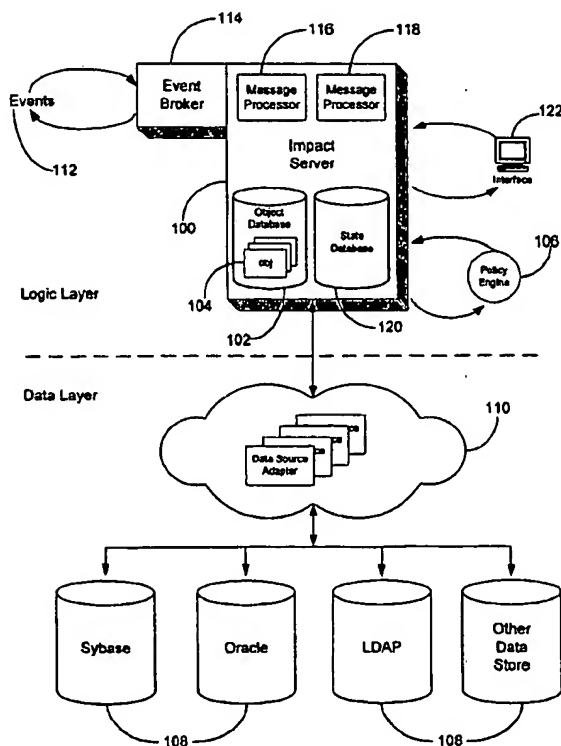 114
116
118
Event
Broker
Message
Processor
Message
Processor
Events
112
Impact
Server
122
Interface
100
Object
Database
obj
State
Database
Policy
Engine
Logic Layer
104
102
120
Data Layer
110
Data Source
Adapter
Sybase
Oracle
LDAP
Other
Data
Store
108
108